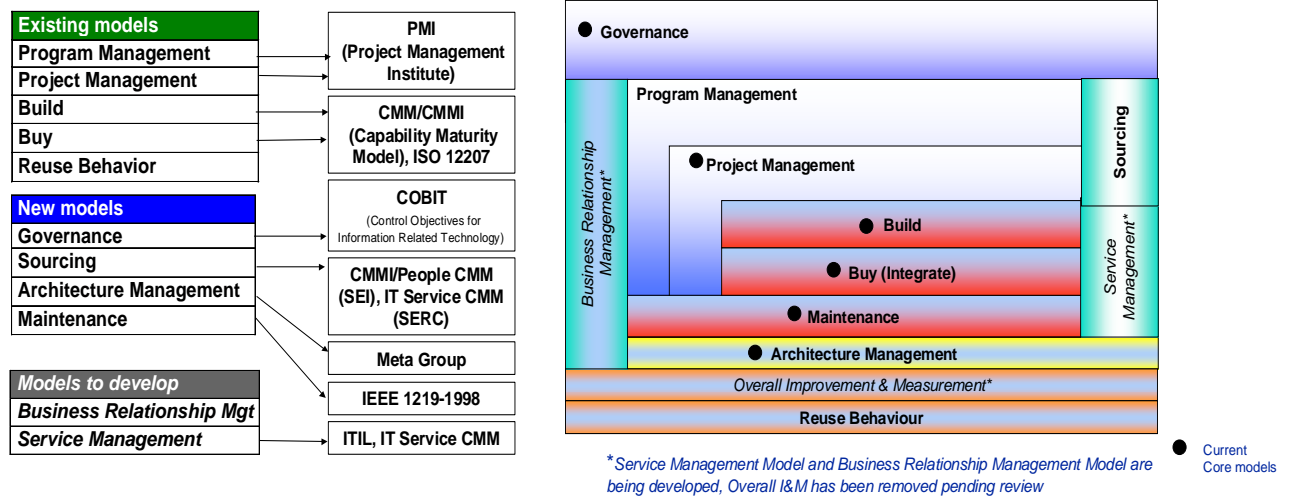 Existing models
Program Management
Project Management
Build
Buy
Reuse Behavior
New models
Governance
Sourcing
Architecture Management
Maintenance
Models to develop
Business Relationship Mgt
Service Management
PMI
(Project Management
Institute)
CMM/CMMI
(Capability Maturity
Model), ISO 12207
COBIT
(Control Objectives for
Information Related Technology)
CMMI/People CMM
(SEI), IT Service CMM
(SERC)
Meta Group
IEEE 1219-1998
ITIL, IT Service CMM
Governance
Business Relationship
Management*
Program Management
Project Management
Build
Buy (Integrate)
Maintenance
Architecture Management
Sourcing
Service
Management*
Overall Improvement & Measurement*
Reuse Behaviour
*Service Management Model and Business Relationship Management Model are
being developed, Overall I&M has been removed pending review
Current
Core models